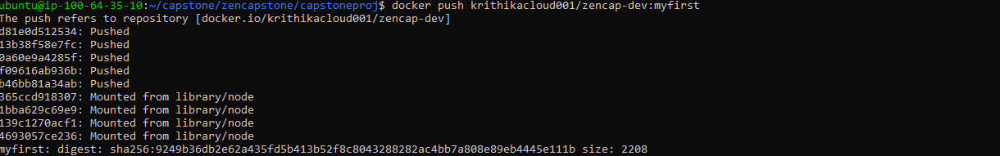 ubuntu@ip-100-64-35-10:~/capstone/zencapstone/capstoneproj$ docker push krithikacloud001/zencap-dev:myfirst
The push refers to repository [docker.io/krithikacloud001/zencap-dev]
d81e0d512534: Pushed
13b38f58e7fc: Pushed
0a60e9a4285f: Pushed
f09616ab936b: Pushed
b46bb81a34ab: Pushed
365ccd918307: Mounted from library/node
1bba629c69e9: Mounted from library/node
139c1270acf1: Mounted from library/node
4693057ce236: Mounted from library/node
myfirst: digest: sha256:9249b36db2e62a435fd5b413b52f8c8043288282ac4bb7a808e89eb4445e111b size: 2208